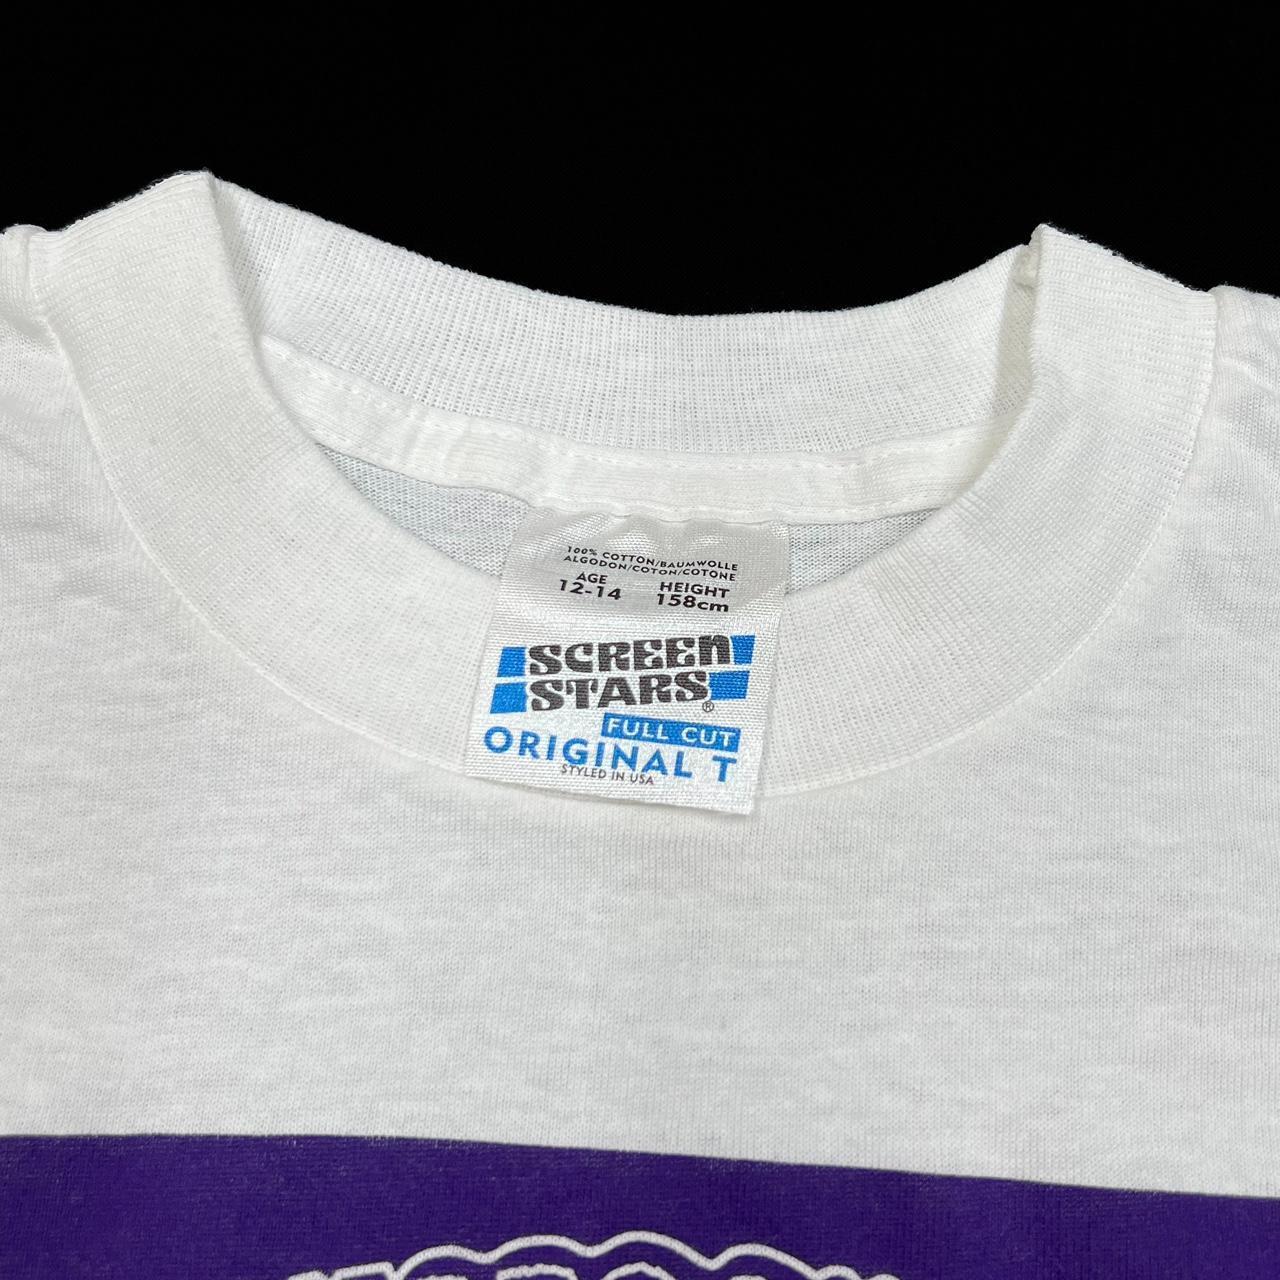 100% COTTON/BAUMWOLLE
ALGODON/COTON/COTONE
AGE HEIGHT
12-14 158cm
SCREEN
STARS®
FULL CUT
ORIGINAL T
STYLED IN USA